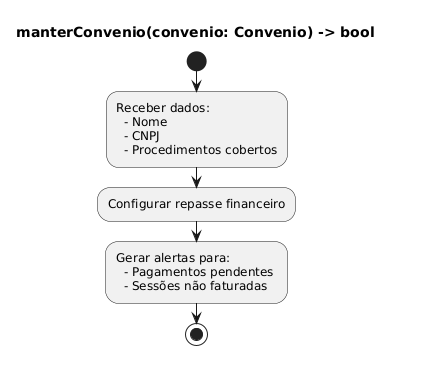 manterConvenio(convenio: Convenio) -> bool
Receber dados:
- Nome
- CNPJ
- Procedimentos cobertos
Configurar repasse financeiro
Gerar alertas para:
- Pagamentos pendentes
- Sessões não faturadas